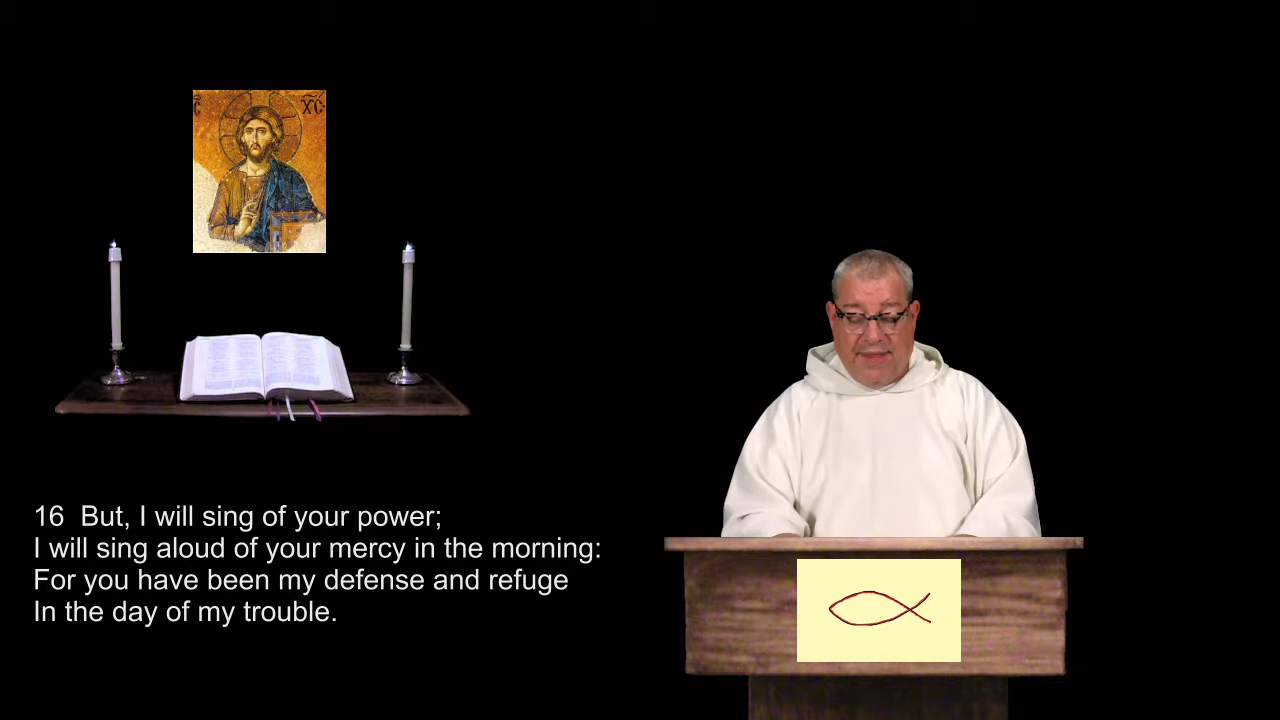 C XC
16 But, I will sing of your power;
I will sing aloud of your mercy in the morning:
For you have been my defense and refuge
In the day of my trouble.